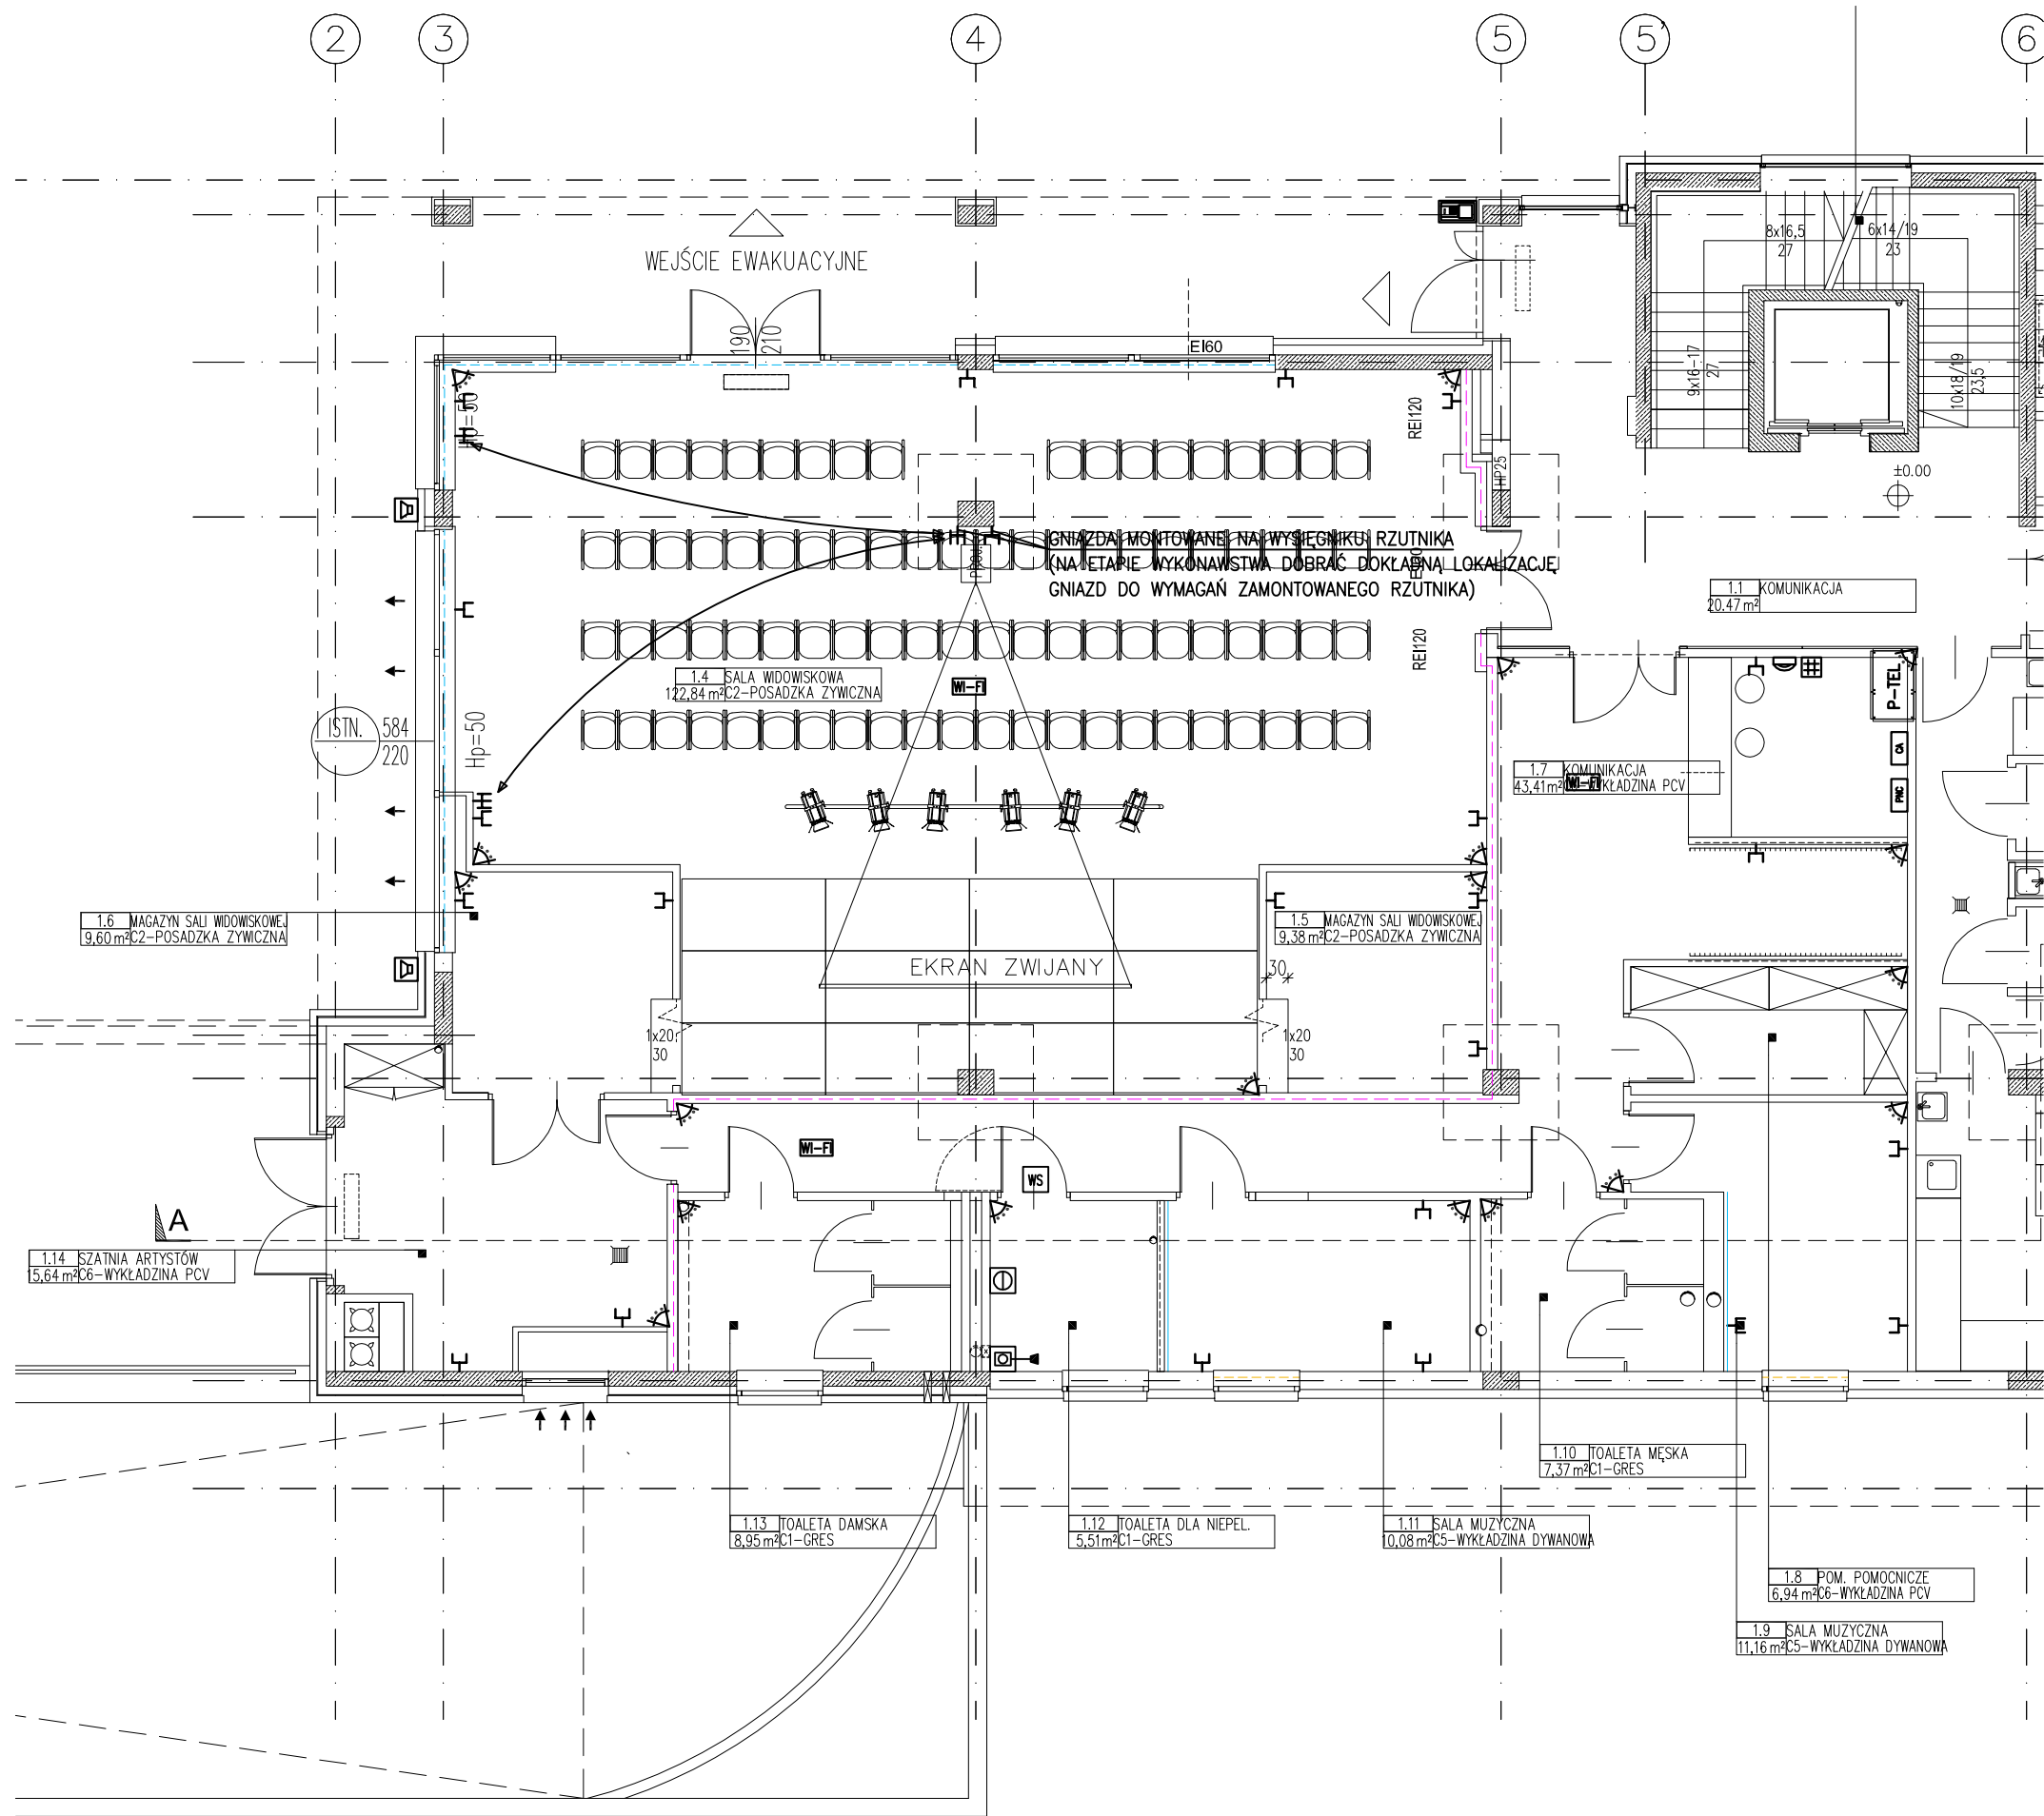 2
3
4
5
5'
6
WEJŚCIE EWAKUACYJNE
190
210
EI60
8x16,5
27
6x14/19
23
9x16-17
27
10x18/19
23,5
±0.00
Hp=50
REI120
HP25
GNIAZDA MONTOWANE NA WYSIĘGNIKU RZUTNIKA
(NA ETAPIE WYKONAWSTWA DOBRAĆ DOKŁADNĄ LOKALIZACJĘ
GNIAZD DO WYMAGAŃ ZAMONTOWANEGO RZUTNIKA)
PROJ.
1.1 KOMUNIKACJA
20.47 m²
REI120
1.4 SALA WIDOWISKOWA
122,84 m² C2-POSADZKA ZYWICZNA
WI-FI
P-TEL
CA
PNC
ISTN. 584
220
Hp=50
1.7 KOMUNIKACJA
43,41 m² WYKŁADZINA PCV
WI-FI
1.6 MAGAZYN SALI WIDOWISKOWEJ
9,60 m² C2-POSADZKA ZYWICZNA
1.5 MAGAZYN SALI WIDOWISKOWEJ
9,38 m² C2-POSADZKA ZYWICZNA
EKRAN ZWIJANY
30
1x20
30
1x20
30
WI-FI
WS
A
1.14 SZATNIA ARTYSTÓW
15,64 m² C6-WYKŁADZINA PCV
1.10 TOALETA MĘSKA
7,37 m² C1-GRES
1.13 TOALETA DAMSKA
8,95 m² C1-GRES
1.12 TOALETA DLA NIEPEL.
5,51 m² C1-GRES
1.11 SALA MUZYCZNA
10,08 m² C5-WYKŁADZINA DYWANOWA
1.8 POM. POMOCNICZE
6,94 m² C6-WYKŁADZINA PCV
1.9 SALA MUZYCZNA
11,16 m² C5-WYKŁADZINA DYWANOWA